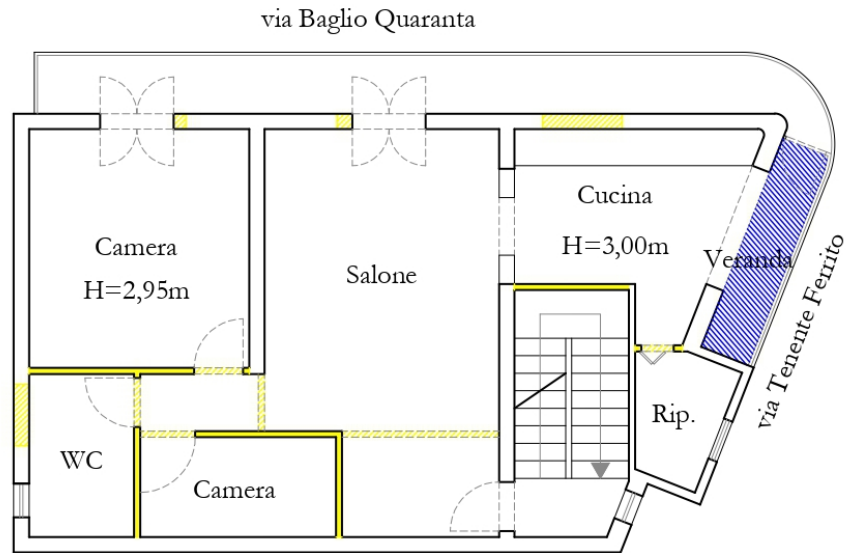 via Baglio Quaranta
Camera
H=2,95m
Salone
Cucina
H=3,00m
Veranda
via Tenente Ferrito
Rip.
WC
Camera